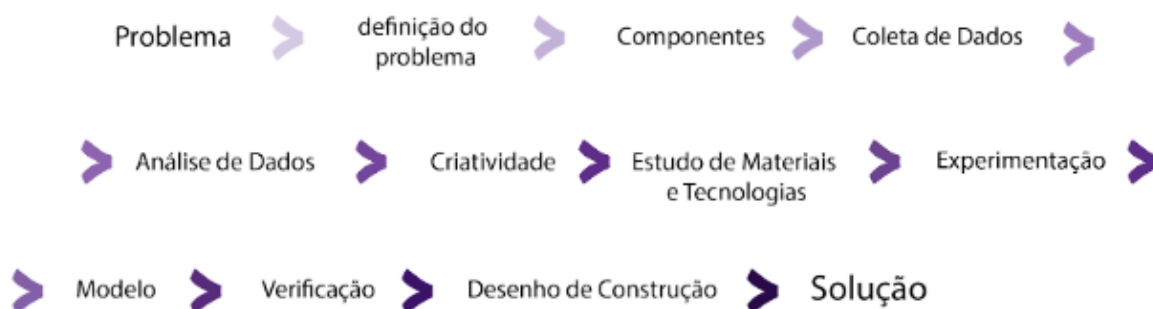 Problema
definição do
problema
Componentes
Coleta de Dados
Análise de Dados
Criatividade
Estudo de Materiais
e Tecnologias
Experimentação
Modelo
Verificação
Desenho de Construção
Solução